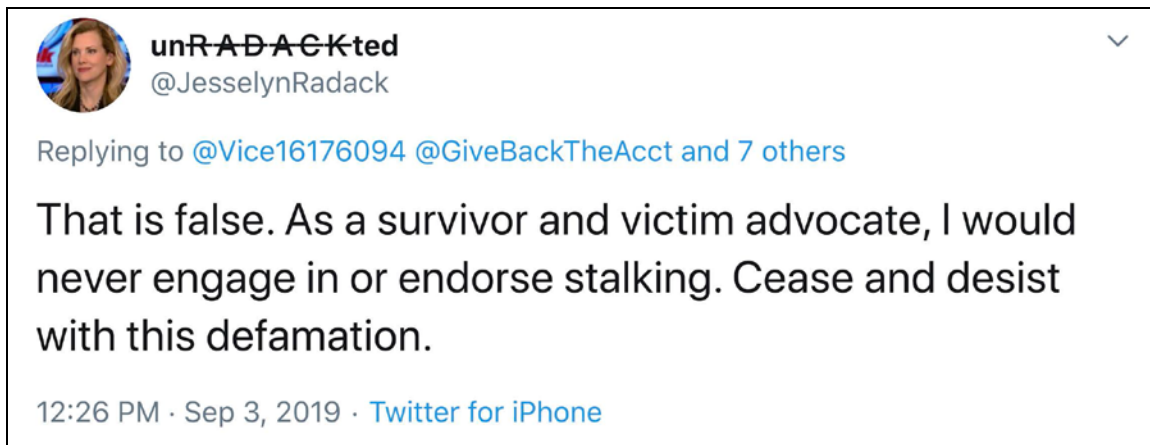 unRADACKted
@JesselynRadack
Replying to @Vice16176094 @GiveBackTheAcct and 7 others
That is false. As a survivor and victim advocate, I would
never engage in or endorse stalking. Cease and desist
with this defamation.
12:26 PM · Sep 3, 2019 · Twitter for iPhone